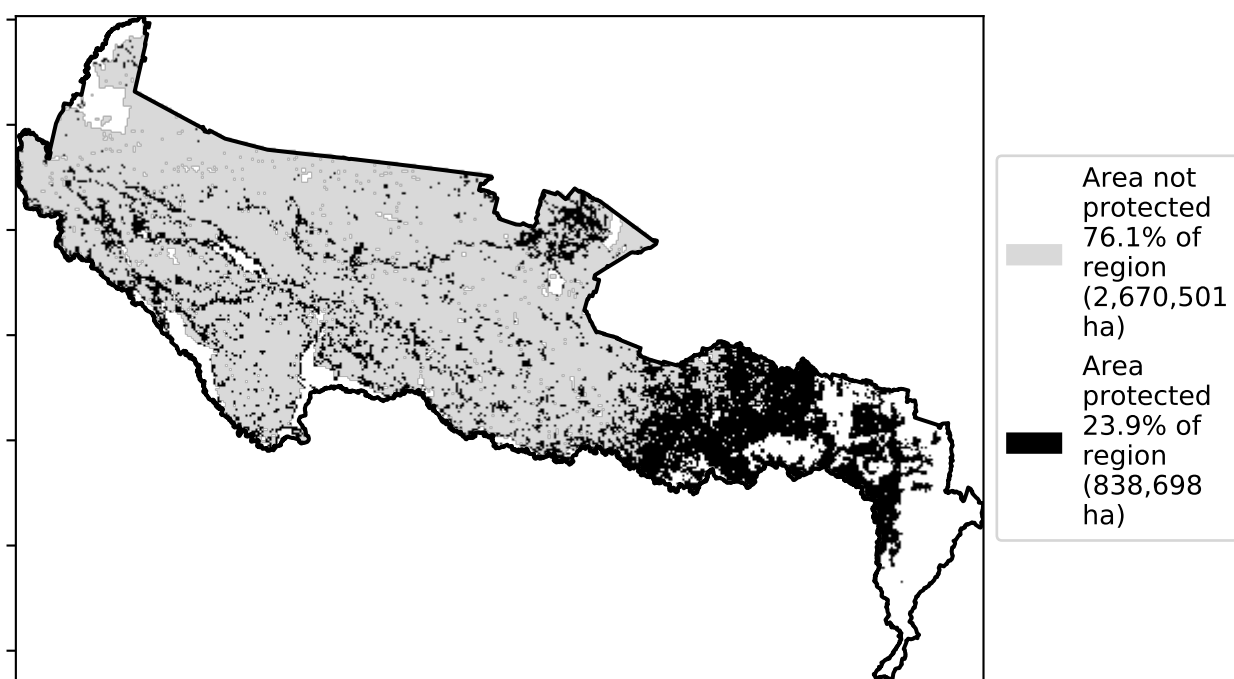 Area not
protected
76.1% of
region
(2,670,501
ha)
Area
protected
23.9% of
region
(838,698
ha)